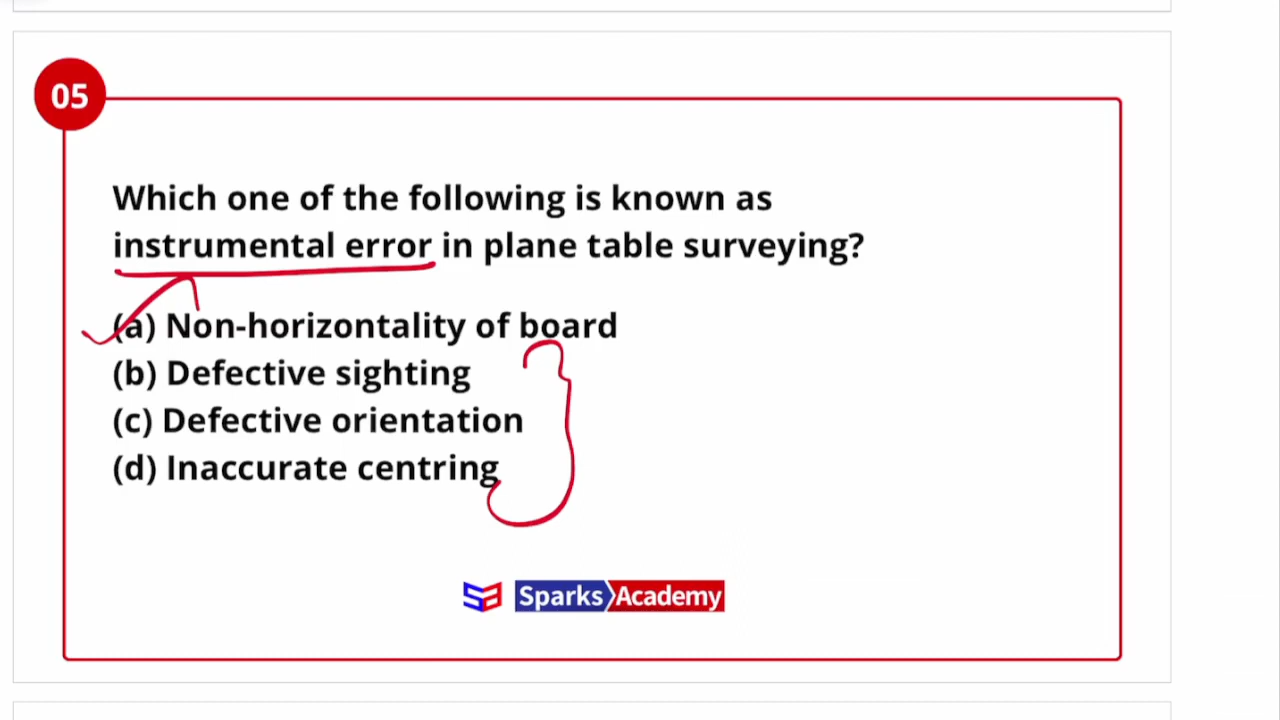 05
Which one of the following is known as
instrumental error in plane table surveying?
(a) Non-horizontality of board
(b) Defective sighting
(c) Defective orientation
(d) Inaccurate centring
Sparks Academy